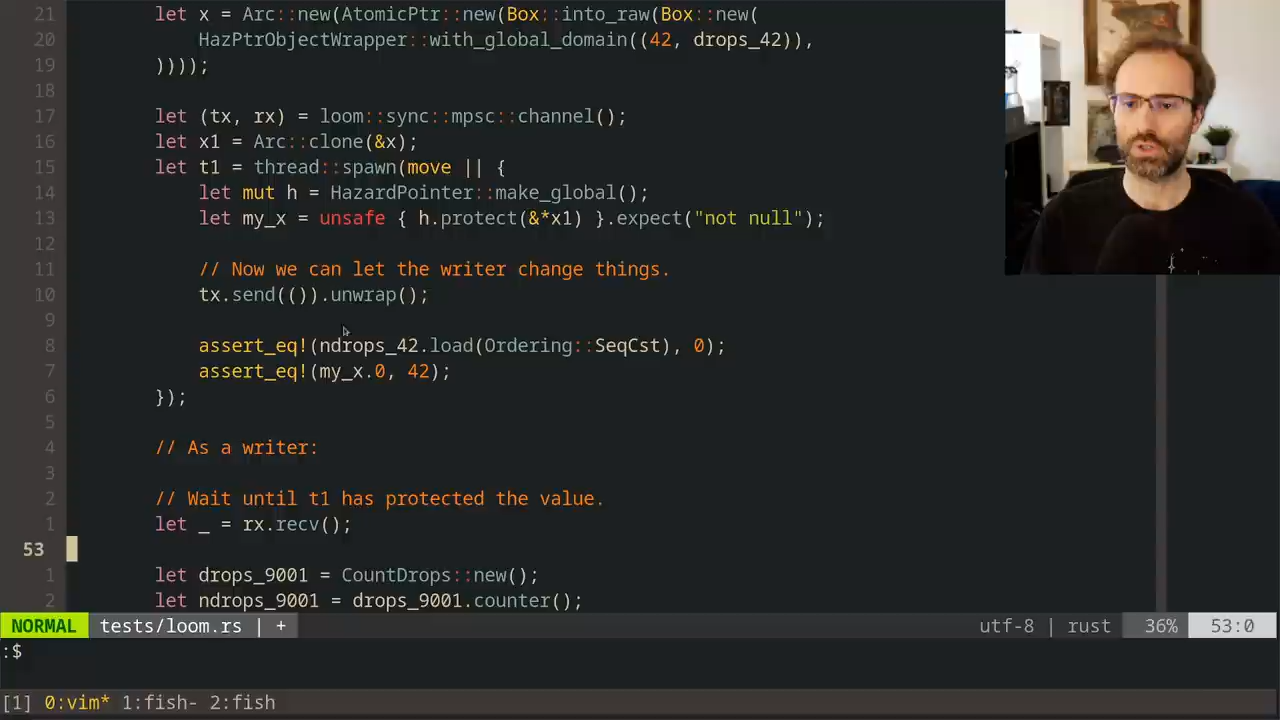 21        let x = Arc::new(AtomicPtr::new(Box::into_raw(Box::new(
20            HazPtrObjectWrapper::with_global_domain((42, drops_42)),
19        ))));
18
17        let (tx, rx) = loom::sync::mpsc::channel();
16        let x1 = Arc::clone(&x);
15        let t1 = thread::spawn(move || {
14            let mut h = HazardPointer::make_global();
13            let my_x = unsafe { h.protect(&*x1) }.expect("not null");
12
11            // Now we can let the writer change things.
10            tx.send(()).unwrap();
9
8            assert_eq!(ndrops_42.load(Ordering::SeqCst), 0);
7            assert_eq!(my_x.0, 42);
6        });
5
4        // As a writer:
3
2        // Wait until t1 has protected the value.
1        let _ = rx.recv();
53
1        let drops_9001 = CountDrops::new();
2        let ndrops_9001 = drops_9001.counter();
NORMAL tests/loom.rs | + utf-8 | rust 36% 53:0
:$
[1] 0:vim* 1:fish- 2:fish